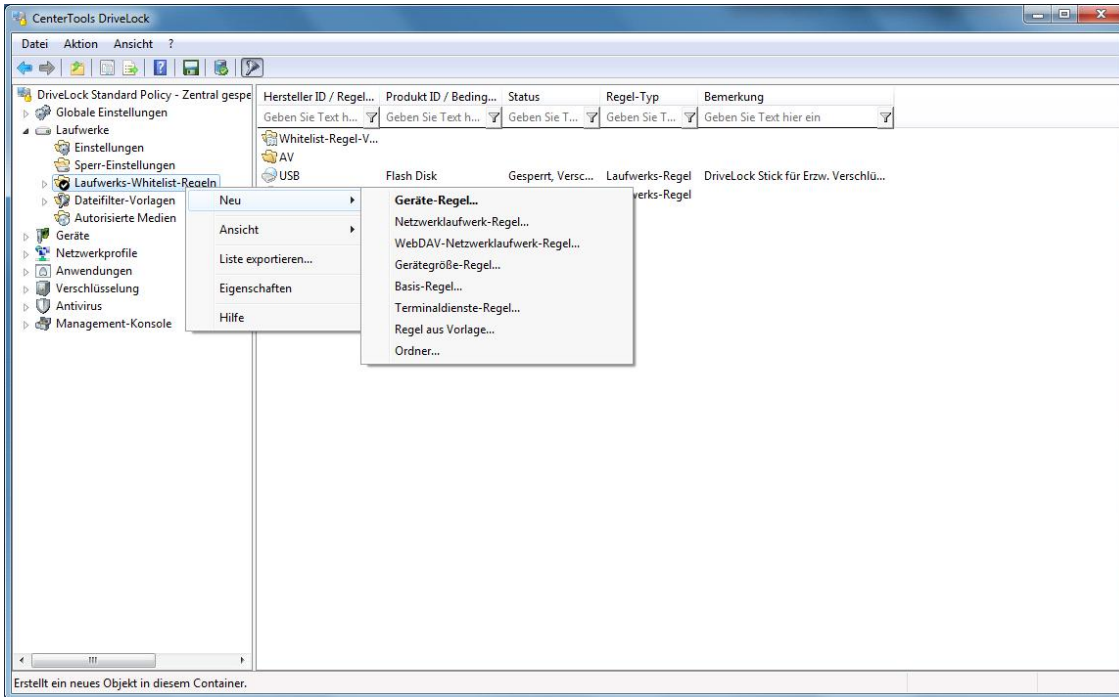 CenterTools DriveLock
Datei Aktion Ansicht ?
DriveLock Standard Policy - Zentral gespe
Globale Einstellungen
Laufwerke
Einstellungen
Sperr-Einstellungen
Laufwerks-Whitelist-Regeln
Dateifilter-Vorlagen
Autorisierte Medien
Geräte
Netzwerkprofile
Anwendungen
Verschlüsselung
Antivirus
Management-Konsole
Hersteller ID / Regel... Produkt ID / Beding... Status Regel-Typ Bemerkung
Geben Sie Text h... Geben Sie Text h... Geben Sie T... Geben Sie T... Geben Sie Text hier ein
Whitelist-Regel-V...
AV
USB Flash Disk Gesperrt, Versc... Laufwerks-Regel DriveLock Stick für Erzw. Verschlü...
werks-Regel
Neu
Ansicht
Liste exportieren...
Eigenschaften
Hilfe
Geräte-Regel...
Netzwerklaufwerk-Regel...
WebDAV-Netzwerklaufwerk-Regel...
Gerätegröße-Regel...
Basis-Regel...
Terminaldienste-Regel...
Regel aus Vorlage...
Ordner...
Erstellt ein neues Objekt in diesem Container.